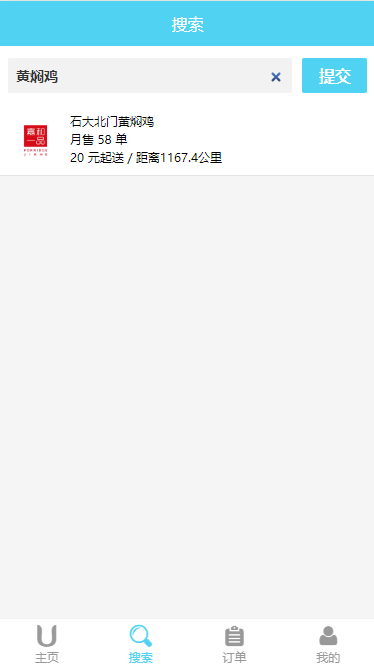 搜索
黄焖鸡
提交
嘉和
一品
石大北门黄焖鸡
月售 58 单
20 元起送 / 距离1167.4公里
主页
搜索
订单
我的